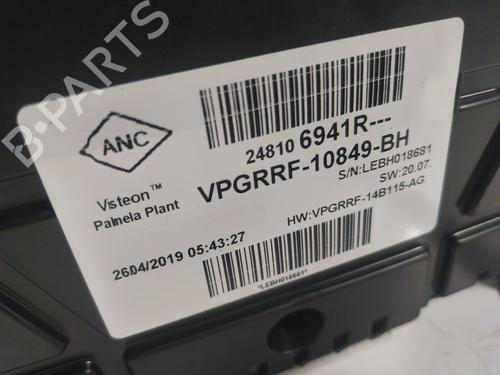 B-PARTS
ANC
24810 6941R---
VPGRRF-10849-BH
S/N:LEBH018681
SW:20.07.
HW:VPGRRF-14B115-AG
Visteon™
Palmela Plant
26/04/2019 05:43:27
*LEBH018681*